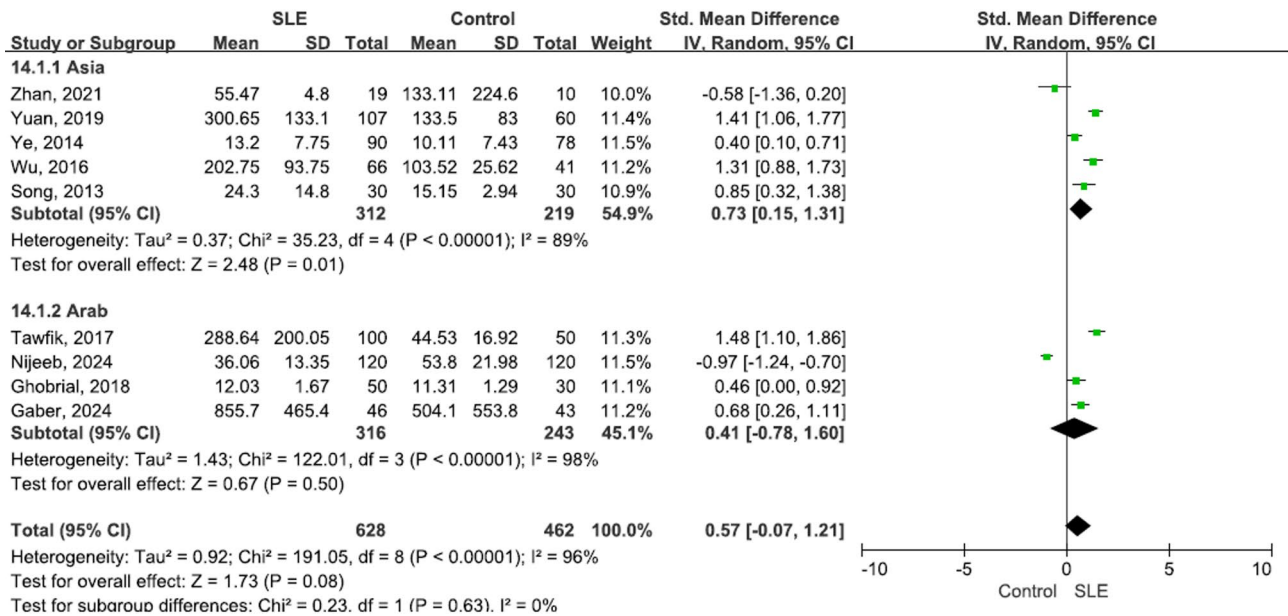 SLE Control Std. Mean Difference Std. Mean Difference
Study or Subgroup Mean SD Total Mean SD Total Weight IV, Random, 95% CI IV, Random, 95% CI
14.1.1 Asia
Zhan, 2021 55.47 4.8 19 133.11 224.6 10 10.0% -0.58 [-1.36, 0.20]
Yuan, 2019 300.65 133.1 107 133.5 83 60 11.4% 1.41 [1.06, 1.77]
Ye, 2014 13.2 7.75 90 10.11 7.43 78 11.5% 0.40 [0.10, 0.71]
Wu, 2016 202.75 93.75 66 103.52 25.62 41 11.2% 1.31 [0.88, 1.73]
Song, 2013 24.3 14.8 30 15.15 2.94 30 10.9% 0.85 [0.32, 1.38]
Subtotal (95% CI) 312 219 54.9% 0.73 [0.15, 1.31]
Heterogeneity: Tau² = 0.37; Chi² = 35.23, df = 4 (P < 0.00001); I² = 89%
Test for overall effect: Z = 2.48 (P = 0.01)
14.1.2 Arab
Tawfik, 2017 288.64 200.05 100 44.53 16.92 50 11.3% 1.48 [1.10, 1.86]
Nijeeb, 2024 36.06 13.35 120 53.8 21.98 120 11.5% -0.97 [-1.24, -0.70]
Ghobrial, 2018 12.03 1.67 50 11.31 1.29 30 11.1% 0.46 [0.00, 0.92]
Gaber, 2024 855.7 465.4 46 504.1 553.8 43 11.2% 0.68 [0.26, 1.11]
Subtotal (95% CI) 316 243 45.1% 0.41 [-0.78, 1.60]
Heterogeneity: Tau² = 1.43; Chi² = 122.01, df = 3 (P < 0.00001); I² = 98%
Test for overall effect: Z = 0.67 (P = 0.50)
Total (95% CI) 628 462 100.0% 0.57 [-0.07, 1.21]
Heterogeneity: Tau² = 0.92; Chi² = 191.05, df = 8 (P < 0.00001); I² = 96%
Test for overall effect: Z = 1.73 (P = 0.08)
Test for subgroup differences: Chi² = 0.23, df = 1 (P = 0.63), I² = 0%
-10 -5 0 5 10
Control SLE